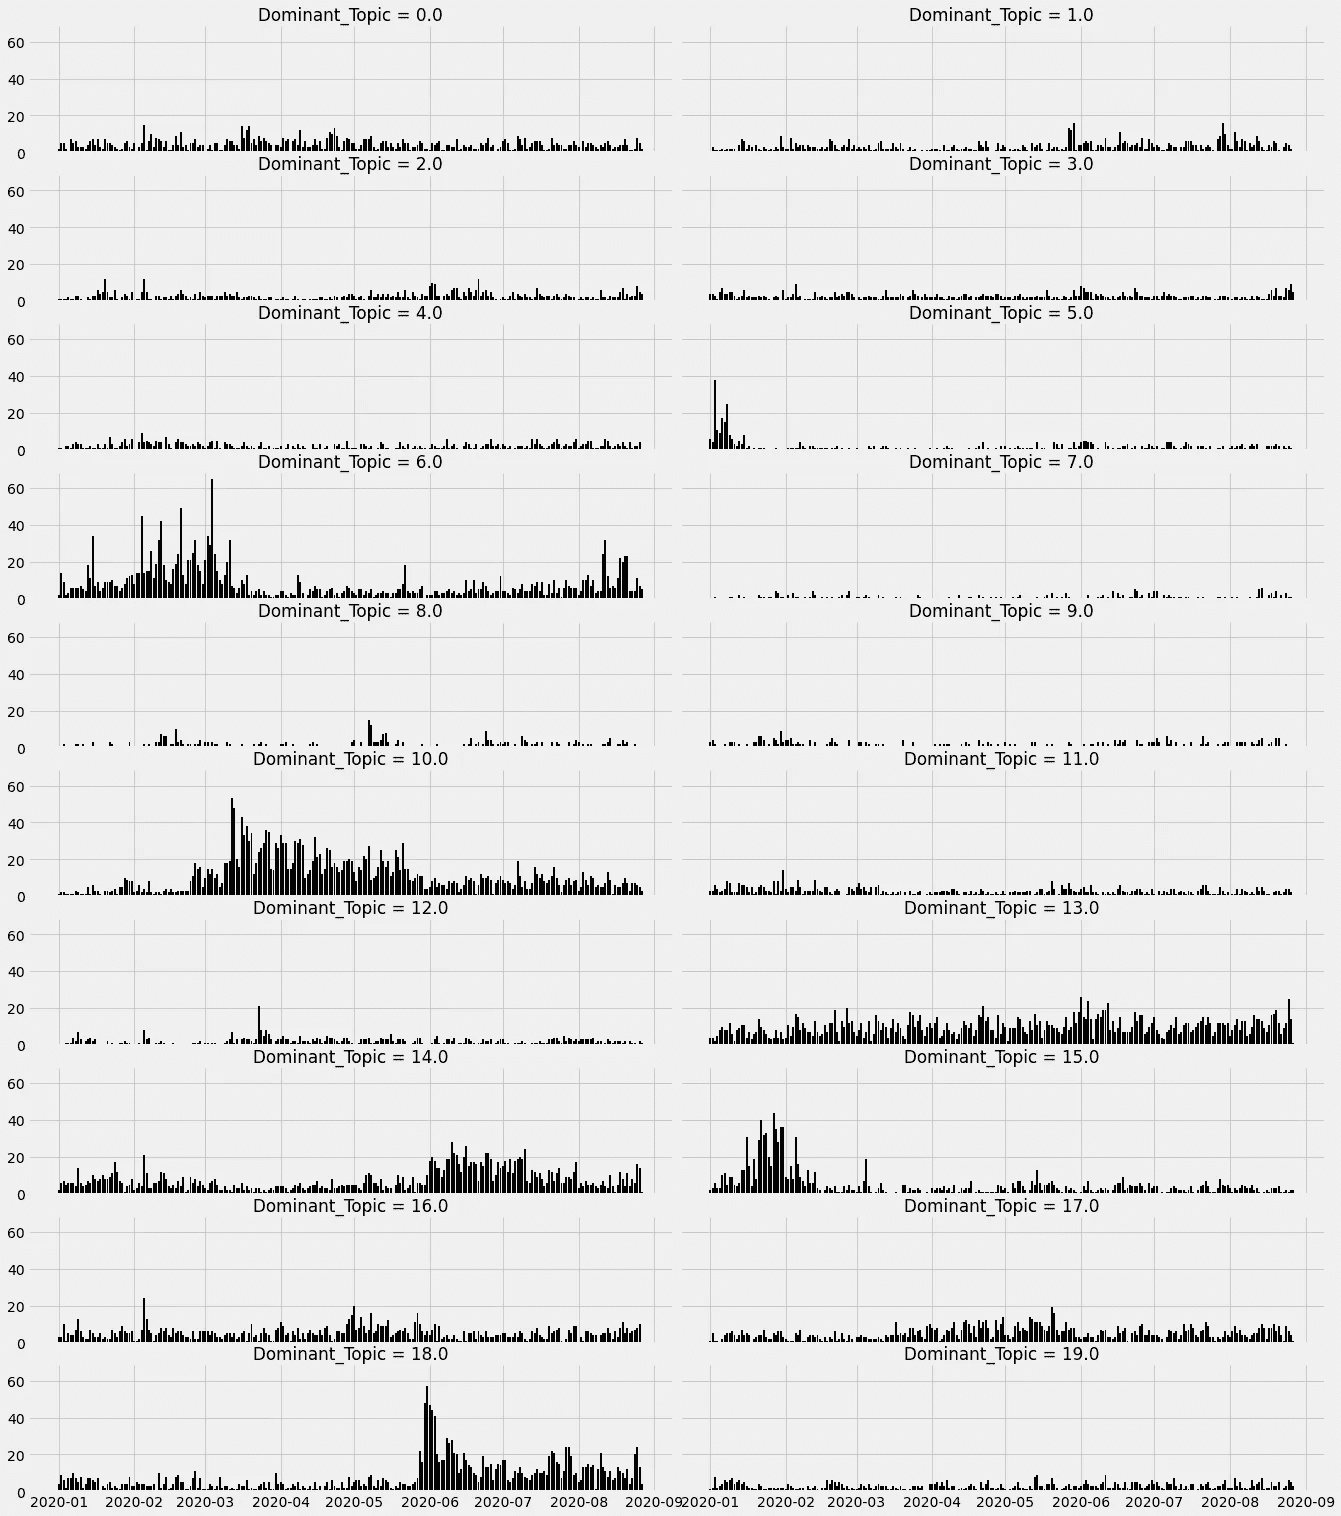 Dominant_Topic = 0.0
Dominant_Topic = 1.0
60
40
20
0
Dominant_Topic = 2.0
Dominant_Topic = 3.0
60
40
20
0
Dominant_Topic = 4.0
Dominant_Topic = 5.0
60
40
20
0
Dominant_Topic = 6.0
Dominant_Topic = 7.0
60
40
20
0
Dominant_Topic = 8.0
Dominant_Topic = 9.0
60
40
20
0
Dominant_Topic = 10.0
Dominant_Topic = 11.0
60
40
20
0
Dominant_Topic = 12.0
Dominant_Topic = 13.0
60
40
20
0
Dominant_Topic = 14.0
Dominant_Topic = 15.0
60
40
20
0
Dominant_Topic = 16.0
Dominant_Topic = 17.0
60
40
20
0
Dominant_Topic = 18.0
Dominant_Topic = 19.0
60
40
20
0
2020-01 2020-02 2020-03 2020-04 2020-05 2020-06 2020-07 2020-08 2020-09
2020-01 2020-02 2020-03 2020-04 2020-05 2020-06 2020-07 2020-08 2020-09